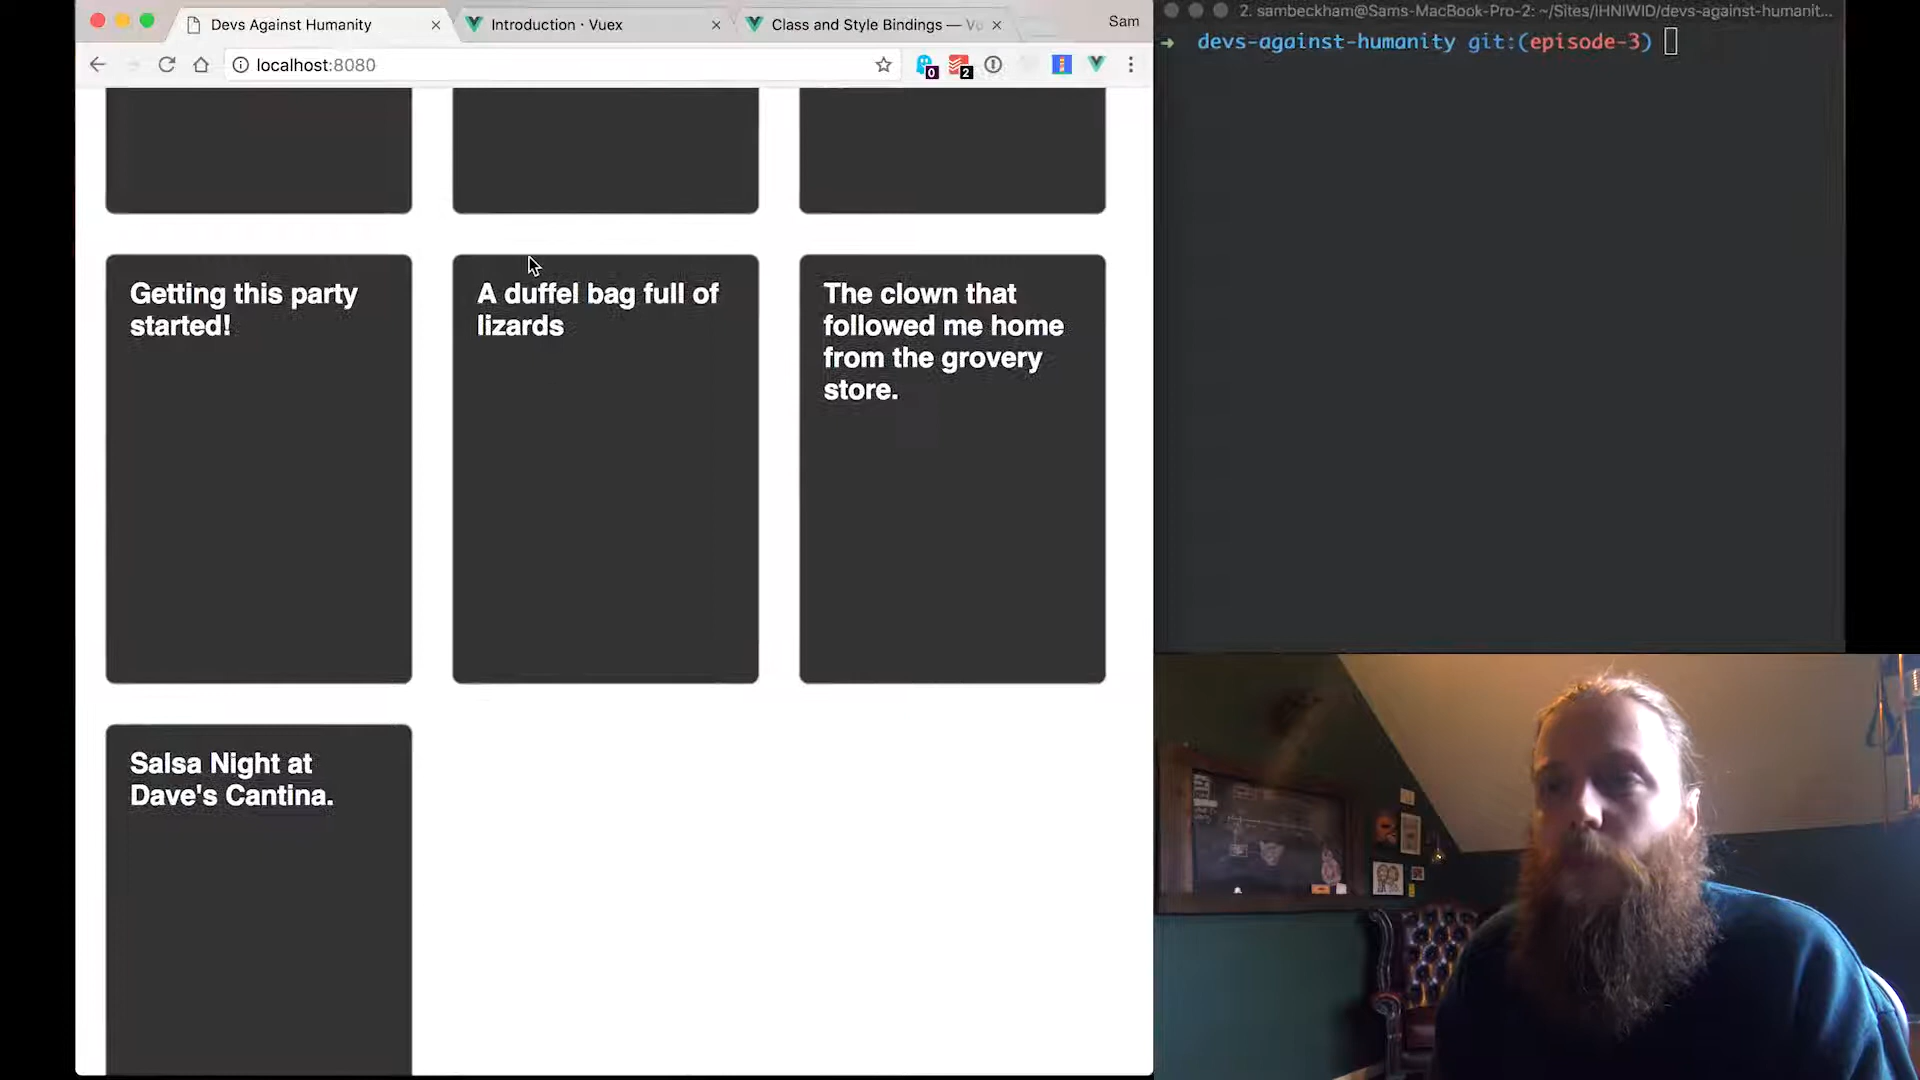 Devs Against Humanity
Introduction · Vuex
Class and Style Bindings — Vu
Sam
localhost:8080
0
2
2. sambeckham@Sams-MacBook-Pro-2: ~/Sites/IHNIWID/devs-against-humanit...
→ devs-against-humanity git:(episode-3)
Getting this party
started!
A duffel bag full of
lizards
The clown that
followed me home
from the grovery
store.
Salsa Night at
Dave's Cantina.